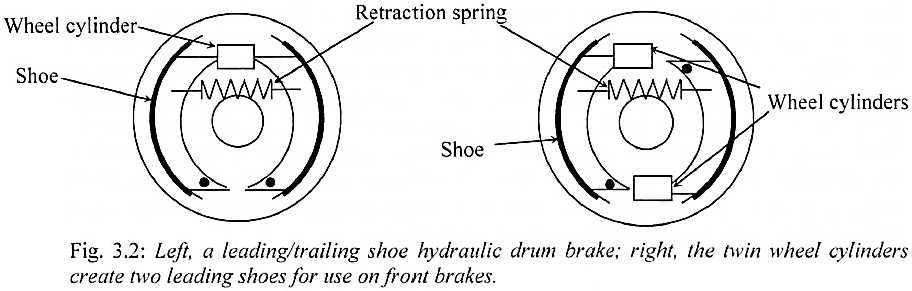 Retraction spring
Wheel cylinder
Shoe
Wheel cylinders
Shoe
Fig. 3.2: Left, a leading/trailing shoe hydraulic drum brake; right, the twin wheel cylinders
create two leading shoes for use on front brakes.